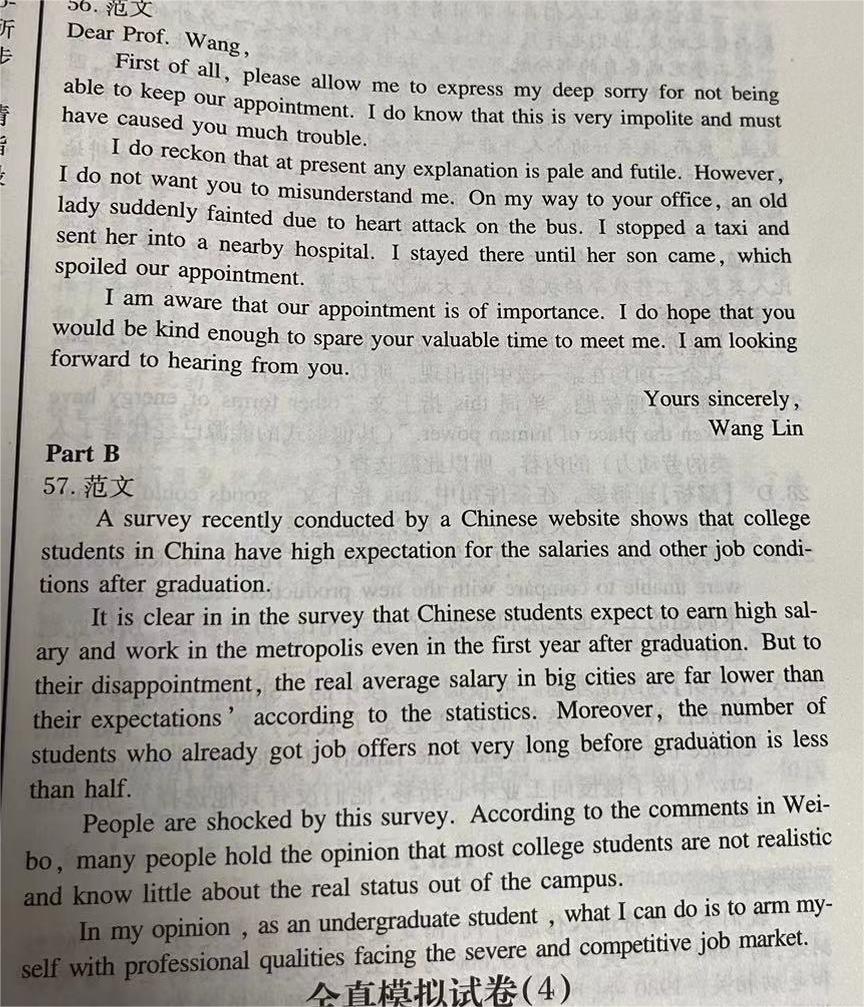 56. 范文
Dear Prof. Wang,
First of all, please allow me to express my deep sorry for not being
able to keep our appointment. I do know that this is very impolite and must
have caused you much trouble.
I do reckon that at present any explanation is pale and futile. However,
I do not want you to misunderstand me. On my way to your office, an old
lady suddenly fainted due to heart attack on the bus. I stopped a taxi and
sent her into a nearby hospital. I stayed there until her son came, which
spoiled our appointment.
I am aware that our appointment is of importance. I do hope that you
would be kind enough to spare your valuable time to meet me. I am looking
forward to hearing from you.
Yours sincerely,
Wang Lin
Part B
57. 范文
A survey recently conducted by a Chinese website shows that college
students in China have high expectation for the salaries and other job condi-
tions after graduation.
It is clear in in the survey that Chinese students expect to earn high sal-
ary and work in the metropolis even in the first year after graduation. But to
their disappointment, the real average salary in big cities are far lower than
their expectations’ according to the statistics. Moreover, the number of
students who already got job offers not very long before graduation is less
than half.
People are shocked by this survey. According to the comments in Wei-
bo, many people hold the opinion that most college students are not realistic
and know little about the real status out of the campus.
In my opinion , as an undergraduate student , what I can do is to arm my-
self with professional qualities facing the severe and competitive job market.
全真模拟试卷(4)